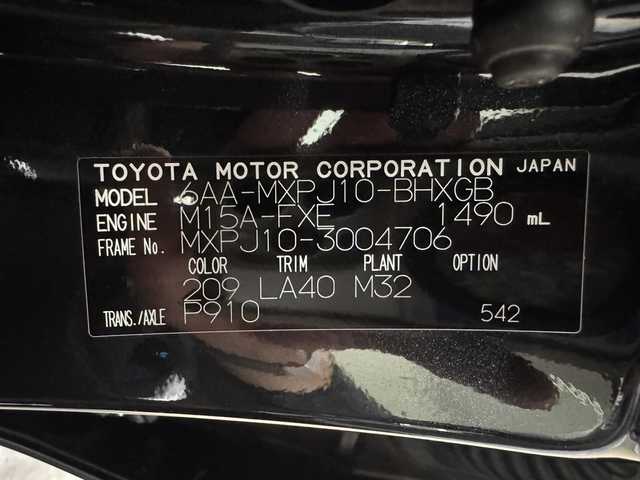 TOYOTA MOTOR CORPORATION JAPAN
MODEL 6AA-MXPJ10-BHXGB
ENGINE M15A-FXE 1490 mL
FRAME No. MXPJ10-3004706
COLOR TRIM PLANT OPTION
209 LA40 M32
TRANS./AXLE P910 542